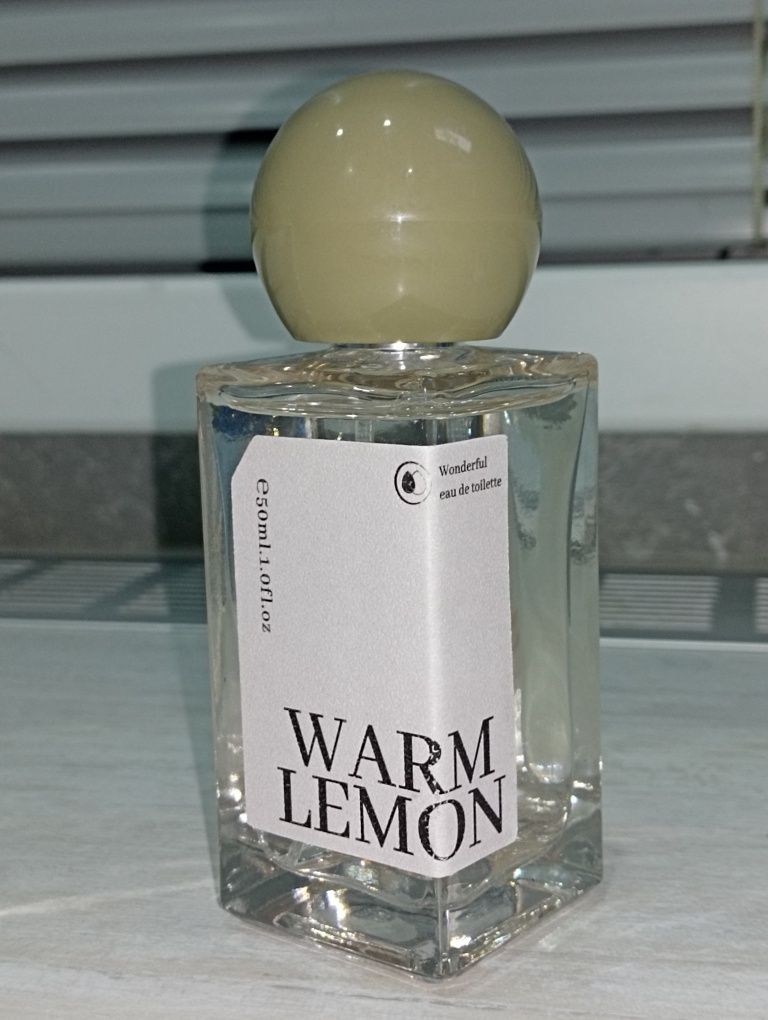 Wonderful
eau de toilette
℮50ml.1.0fl.oz
WARM
LEMON